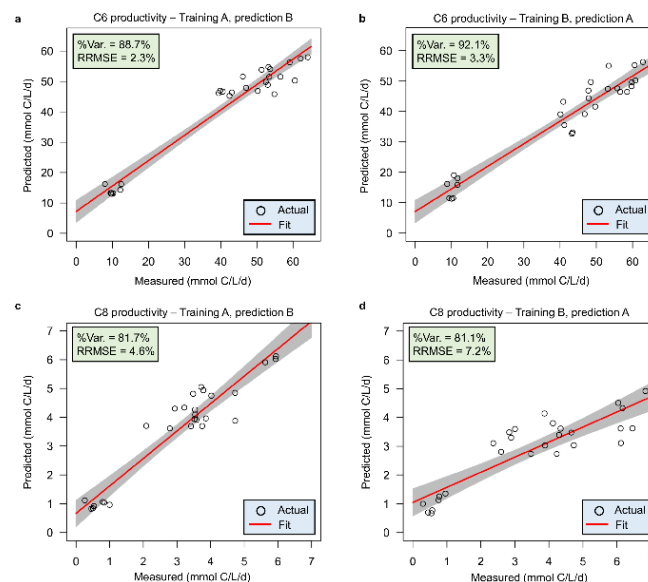 a
C6 productivity – Training A, prediction B
%Var. = 88.7%
RRMSE = 2.3%
Predicted (mmol C/L/d)
60
50
40
30
20
10
0
Actual
Fit
0 10 20 30 40 50 60
Measured (mmol C/L/d)
b
C6 productivity – Training B, prediction A
%Var. = 92.1%
RRMSE = 3.3%
Predicted (mmol C/L/d)
60
50
40
30
20
10
0
Actual
Fit
0 10 20 30 40 50 60
Measured (mmol C/L/d)
c
C8 productivity – Training A, prediction B
%Var. = 81.7%
RRMSE = 4.6%
Predicted (mmol C/L/d)
7
6
5
4
3
2
1
0
Actual
Fit
0 1 2 3 4 5 6 7
Measured (mmol C/L/d)
d
C8 productivity – Training B, prediction A
%Var. = 81.1%
RRMSE = 7.2%
Predicted (mmol C/L/d)
7
6
5
4
3
2
1
0
Actual
Fit
0 1 2 3 4 5 6
Measured (mmol C/L/d)